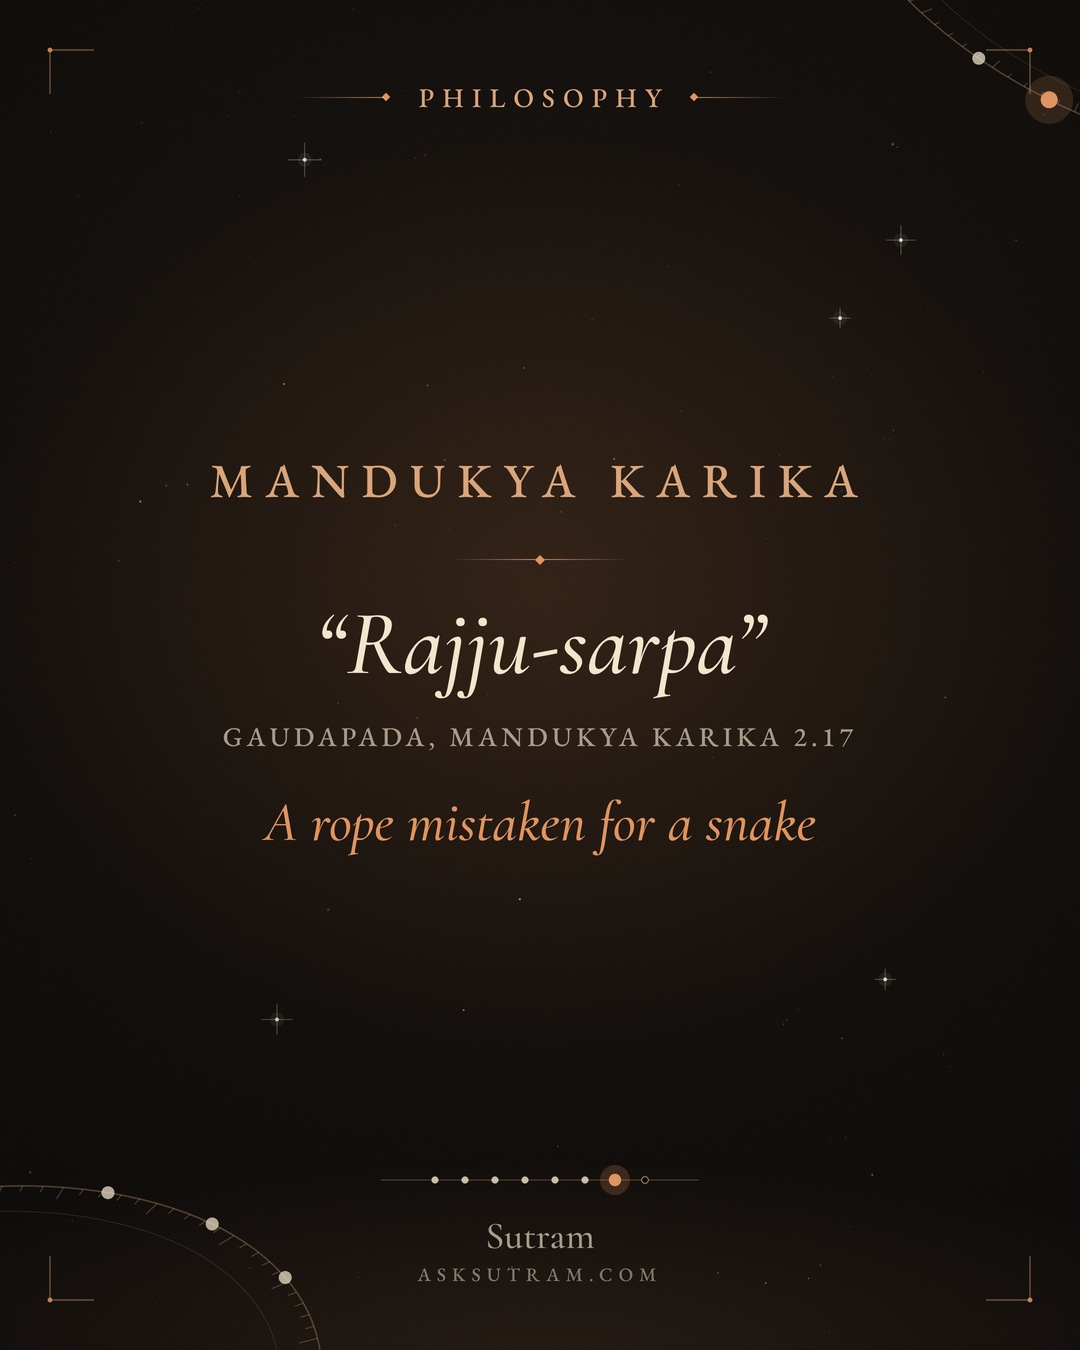 PHILOSOPHY
MANDUKYA KARIKA
“Rajju-sarpa”
GAUDAPADA, MANDUKYA KARIKA 2.17
A rope mistaken for a snake
Sutram
ASKSUTRAM.COM